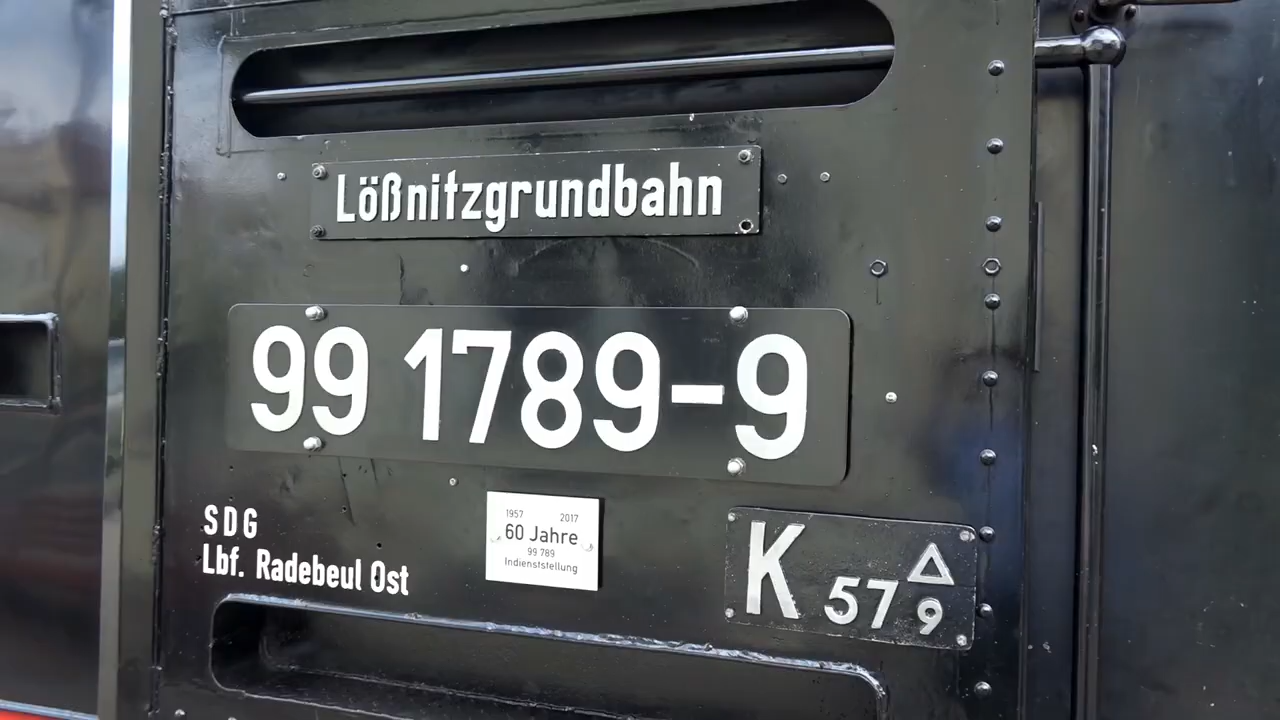 Lößnitzgrundbahn
99 1789-9
SDG
Lbf. Radebeul Ost
1957 2017
60 Jahre
99 789
Indienststellung
K 57 9